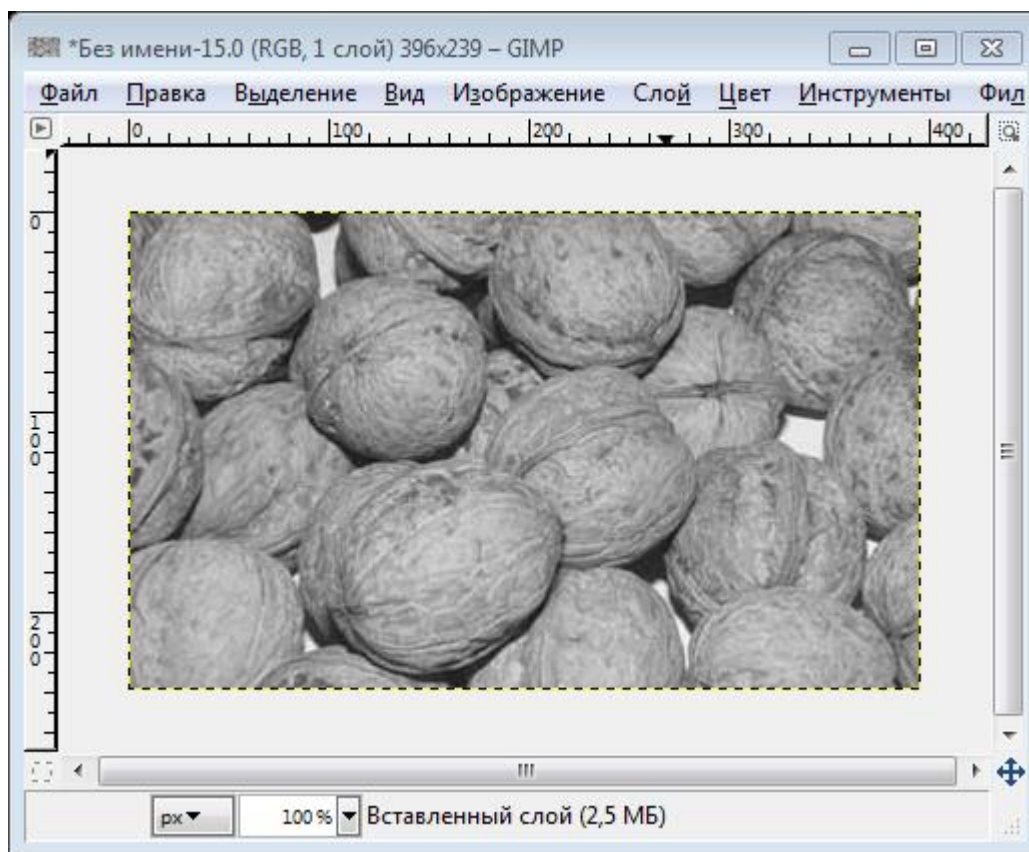 *Без имени-15.0 (RGB, 1 слой) 396x239 – GIMP
Файл Правка Выделение Вид Изображение Слой Цвет Инструменты Фил
0 100 200 300 400
0
100
200
px 100 % Вставленный слой (2,5 МБ)